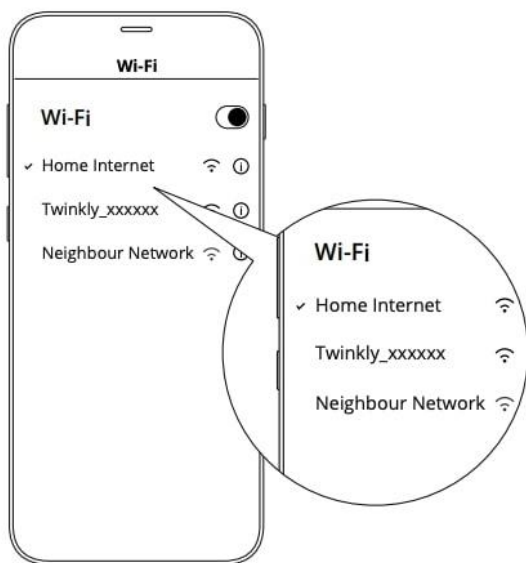 Wi-Fi
Wi-Fi
✓ Home Internet
Twinkly_xxxxxx
Neighbour Network
Wi-Fi
✓ Home Internet
Twinkly_xxxxxx
Neighbour Network